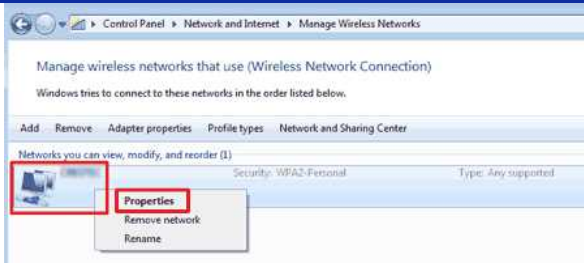 Control Panel ▸ Network and Internet ▸ Manage Wireless Networks
Manage wireless networks that use (Wireless Network Connection)
Windows tries to connect to these networks in the order listed below.
Add Remove Adapter properties Profile types Network and Sharing Center
Networks you can view, modify, and reorder (1)
Security: WPA2-Personal Type: Any supported
Properties
Remove network
Rename